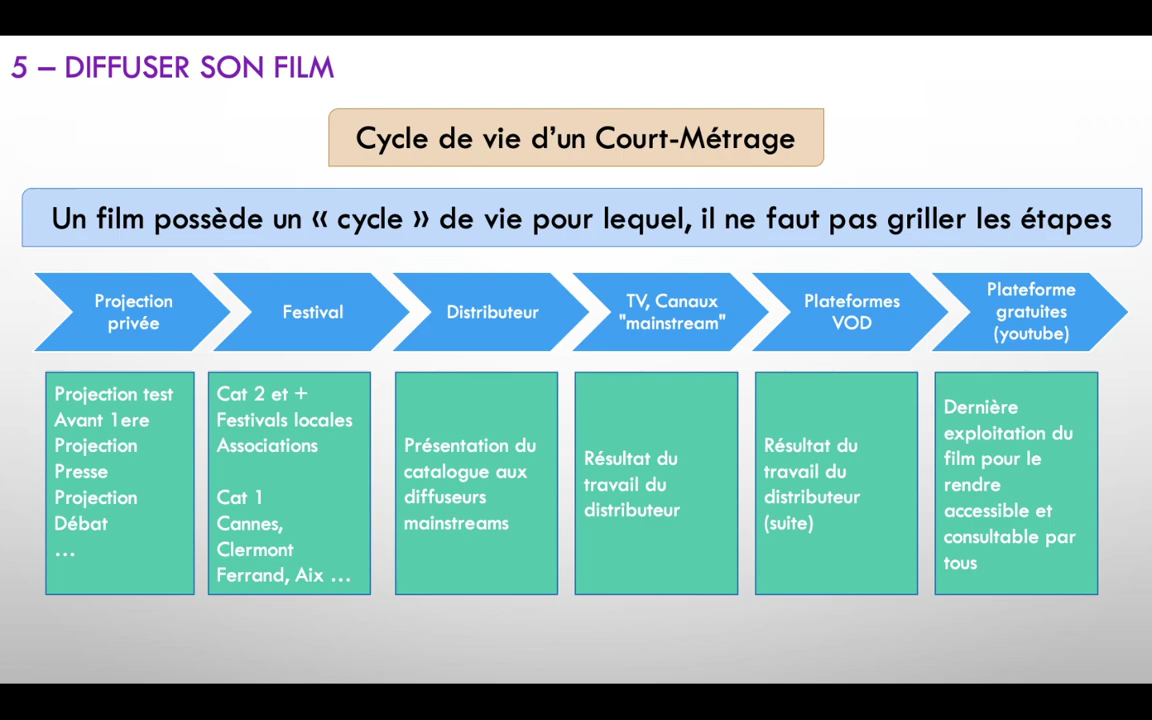 5 – DIFFUSER SON FILM
Cycle de vie d’un Court-Métrage
Un film possède un « cycle » de vie pour lequel, il ne faut pas griller les étapes
Projection
privée
Festival
Distributeur
TV, Canaux
"mainstream"
Plateformes
VOD
Plateforme
gratuites
(youtube)
Projection test
Avant 1ere
Projection
Presse
Projection
Débat
…
Cat 2 et +
Festivals locales
Associations
Cat 1
Cannes,
Clermont
Ferrand, Aix …
Présentation du
catalogue aux
diffuseurs
mainstreams
Résultat du
travail du
distributeur
Résultat du
travail du
distributeur
(suite)
Dernière
exploitation du
film pour le
rendre
accessible et
consultable par
tous